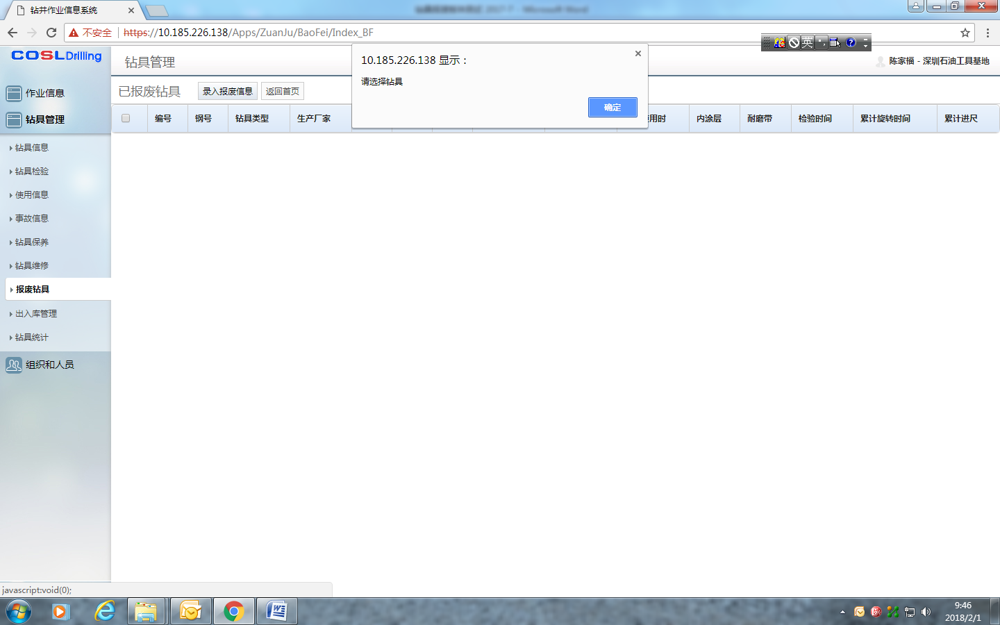 钻井作业信息系统
不安全
https://10.185.226.138/Apps/ZuanJu/BaoFei/Index_BF
英
COSL Drilling
钻具管理
陈家福 - 深圳石油工具基地
10.185.226.138 显示：
请选择钻具
确定
已报废钻具
录入报废信息
返回首页
编号
钢号
钻具类型
生产厂家
用时
内涂层
耐磨带
检验时间
累计旋转时间
累计进尺
作业信息
钻具管理
钻具信息
钻具检验
使用信息
事故信息
钻具保养
钻具维修
报废钻具
出入库管理
钻具统计
组织和人员
javascript:void(0);
9:46
2018/2/1